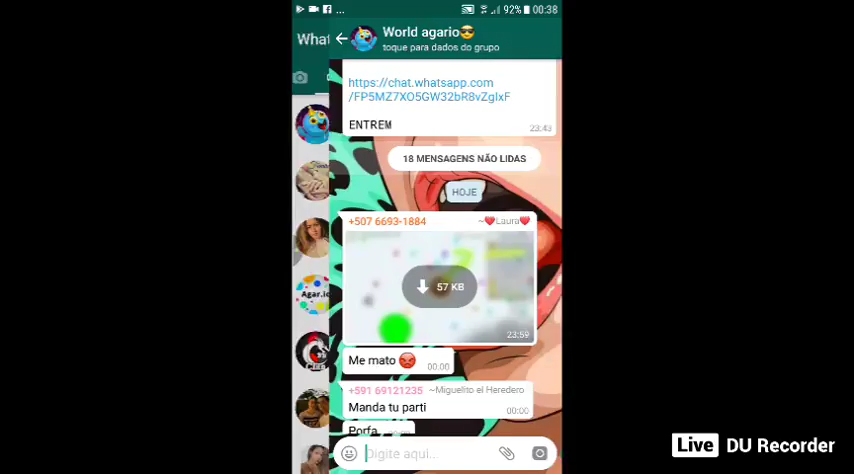 92% 00:38
What
World agario😎
toque para dados do grupo
https://chat.whatsapp.com
/FP5MZ7XO5GW32bR8vZgIxF
ENTREM
23:43
18 MENSAGENS NÃO LIDAS
HOJE
+507 6693-1884 ~❤Laura❤
57 KB
23:59
Me mato 😡 00:00
+591 69121235 ~Miguelito el Heredero
Manda tu parti 00:00
Porfa
Digite aqui...
Agar.io
Live DU Recorder